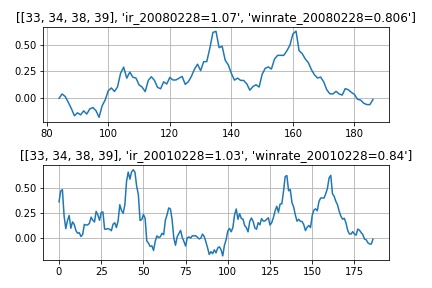 [[33, 34, 38, 39], 'ir_20080228=1.07', 'winrate_20080228=0.806']
0.50
0.25
0.00
80 100 120 140 160 180
[[33, 34, 38, 39], 'ir_20010228=1.03', 'winrate_20010228=0.84']
0.50
0.25
0.00
0 25 50 75 100 125 150 175